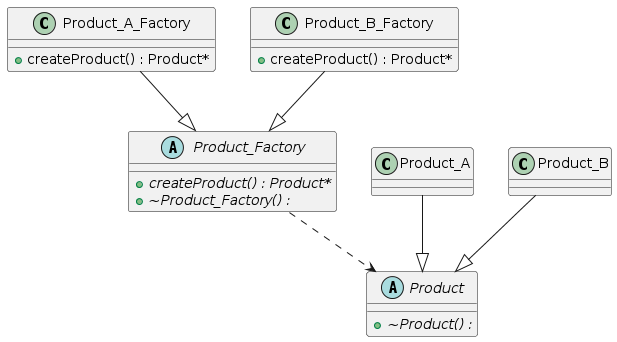 C Product_A_Factory
+ createProduct() : Product*
C Product_B_Factory
+ createProduct() : Product*
A Product_Factory
createProduct() : Product*
~Product_Factory() :
C Product_A
C Product_B
A Product
~Product() :